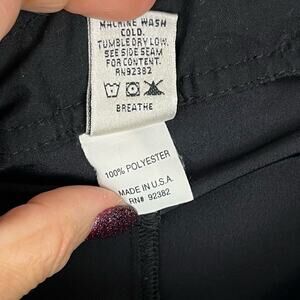 MACHINE WASH
COLD.
TUMBLE DRY LOW.
SEE SIDE SEAM
FOR CONTENT.
RN92382
BREATHE
100% POLYESTER
MADE IN U.S.A.
RN# 92382